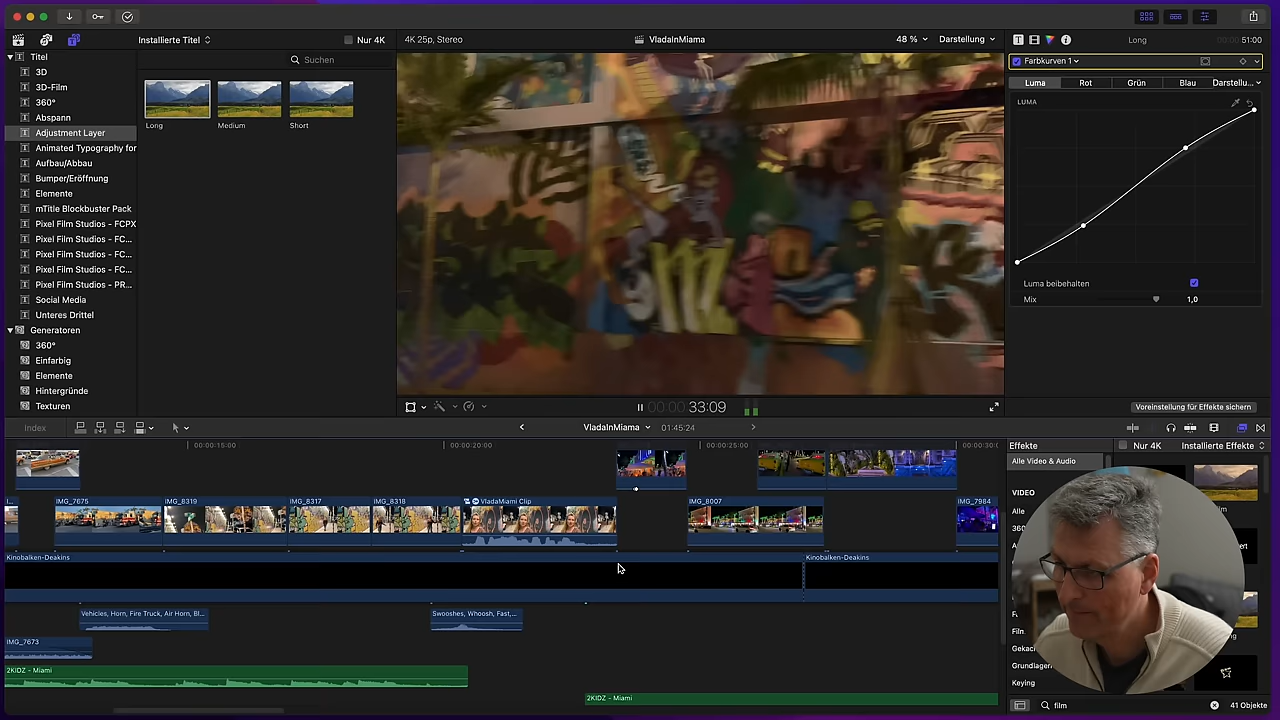 Installierte Titel
Nur 4K
4K 25p, Stereo
VladaInMiama
48 %
Darstellung
Long
51:00
Titel
3D
3D-Film
360°
Abspann
Adjustment Layer
Animated Typography for
Aufbau/Abbau
Bumper/Eröffnung
Elemente
mTitle Blockbuster Pack
Pixel Film Studios - FCPX
Pixel Film Studios - FC...
Pixel Film Studios - FC...
Pixel Film Studios - FC...
Pixel Film Studios - PR...
Social Media
Unteres Drittel
Generatoren
360°
Einfarbig
Elemente
Hintergründe
Texturen
Suchen
Long
Medium
Short
Farbkurven 1
Luma
Rot
Grün
Blau
Darstellu...
LUMA
Luma beibehalten
Mix
1,0
Voreinstellung für Effekte sichern
00:00 33:09
Index
VladaInMiama
01:45:24
00:00:15:00
00:00:20:00
00:00:25:00
00:00:30:0
IMG_7675
IMG_8319
IMG_8317
IMG_8318
VladaMiami Clip
IMG_8007
IMG_7984
Kinobalken-Deakins
Kinobalken-Deakins
Vehicles, Horn, Fire Truck, Air Horn, Bl...
Swooshes, Whoosh, Fast,...
IMG_7673
2KIDZ - Miami
2KIDZ - Miami
Effekte
Nur 4K
Installierte Effekte
Alle Video & Audio
VIDEO
Alle
360
Film
Gekac
Grundlagen
Keying
film
41 Objekte